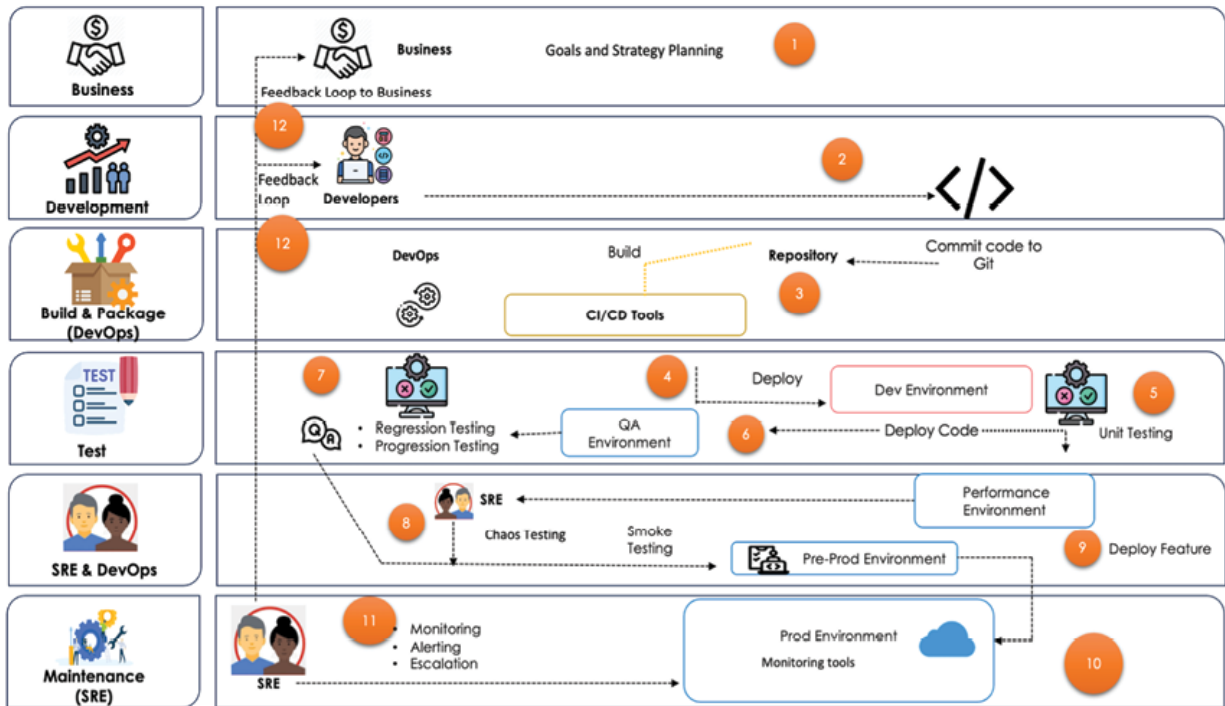 $
Business
$
Business
Goals and Strategy Planning
1
Feedback Loop to Business
12
Development
Feedback
Loop
Developers
2
</>
Build & Package
(DevOps)
12
DevOps
Build
CI/CD Tools
Repository
3
Commit code to
Git
TEST
Test
7
Q
A
• Regression Testing
• Progression Testing
QA
Environment
4
Deploy
Dev Environment
5
Unit Testing
6
Deploy Code
SRE & DevOps
8
SRE
Chaos Testing
Smoke
Testing
Performance
Environment
Pre-Prod Environment
9
Deploy Feature
Maintenance
(SRE)
SRE
11
• Monitoring
• Alerting
• Escalation
Prod Environment
Monitoring tools
10